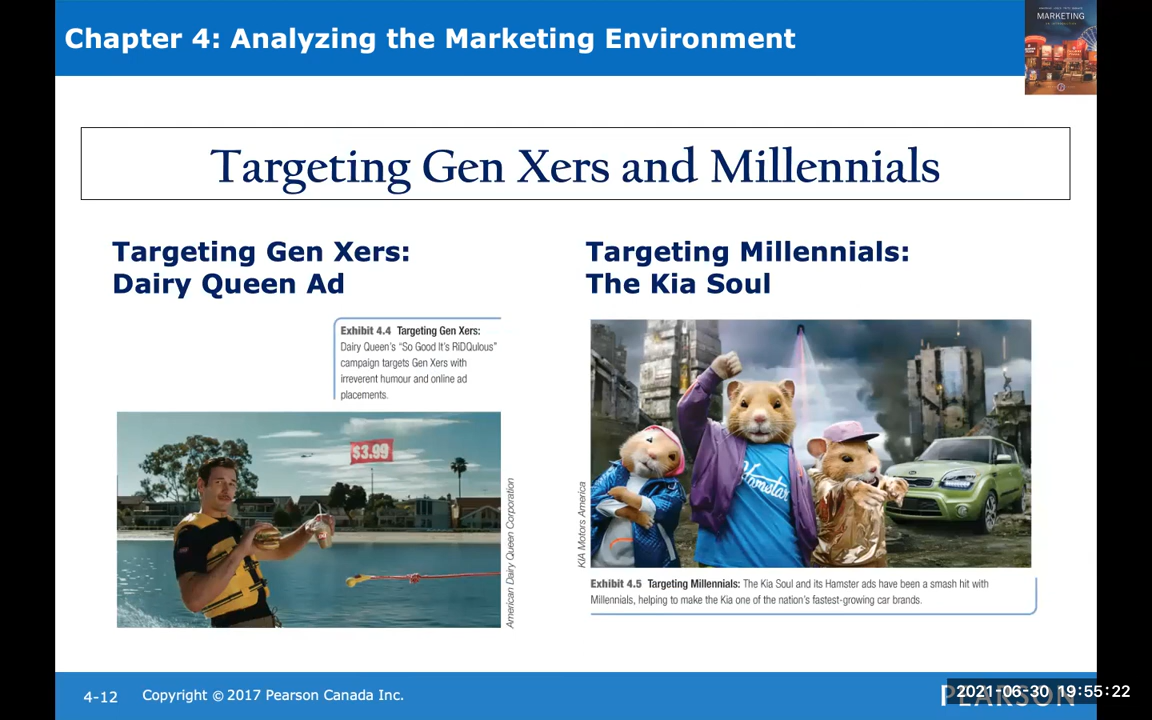 Chapter 4: Analyzing the Marketing Environment
MARKETING
Targeting Gen Xers and Millennials
Targeting Gen Xers:
Dairy Queen Ad
Exhibit 4.4 Targeting Gen Xers:
Dairy Queen's "So Good It's RiDQulous"
campaign targets Gen Xers with
irreverent humour and online ad
placements.
$3.99
American Dairy Queen Corporation
Targeting Millennials:
The Kia Soul
Hamstar
KIA Motors America
Exhibit 4.5 Targeting Millennials: The Kia Soul and its Hamster ads have been a smash hit with
Millennials, helping to make the Kia one of the nation's fastest-growing car brands.
4-12
Copyright © 2017 Pearson Canada Inc.
PEARSON
2021-06-30 19:55:22